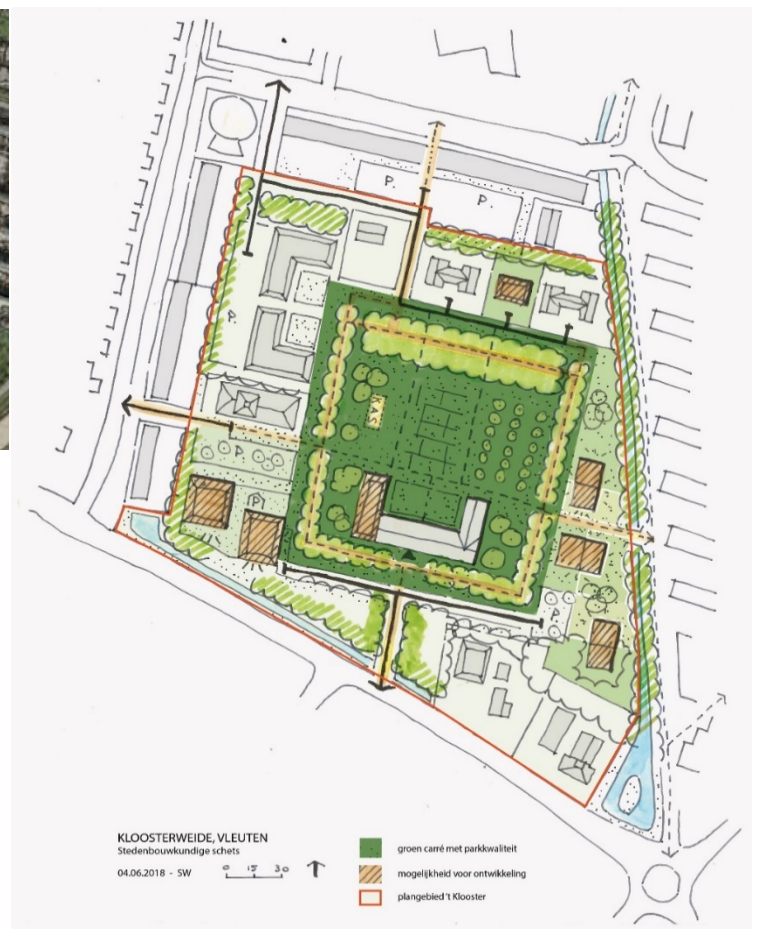 P.
P.
P.
KAS
P
P
P
KLOOSTERWEIDE, VLEUTEN
Stedenbouwkundige schets
04.06.2018 - SW
0 15 30
groen carré met parkkwaliteit
mogelijkheid voor ontwikkeling
plangebied 't Klooster